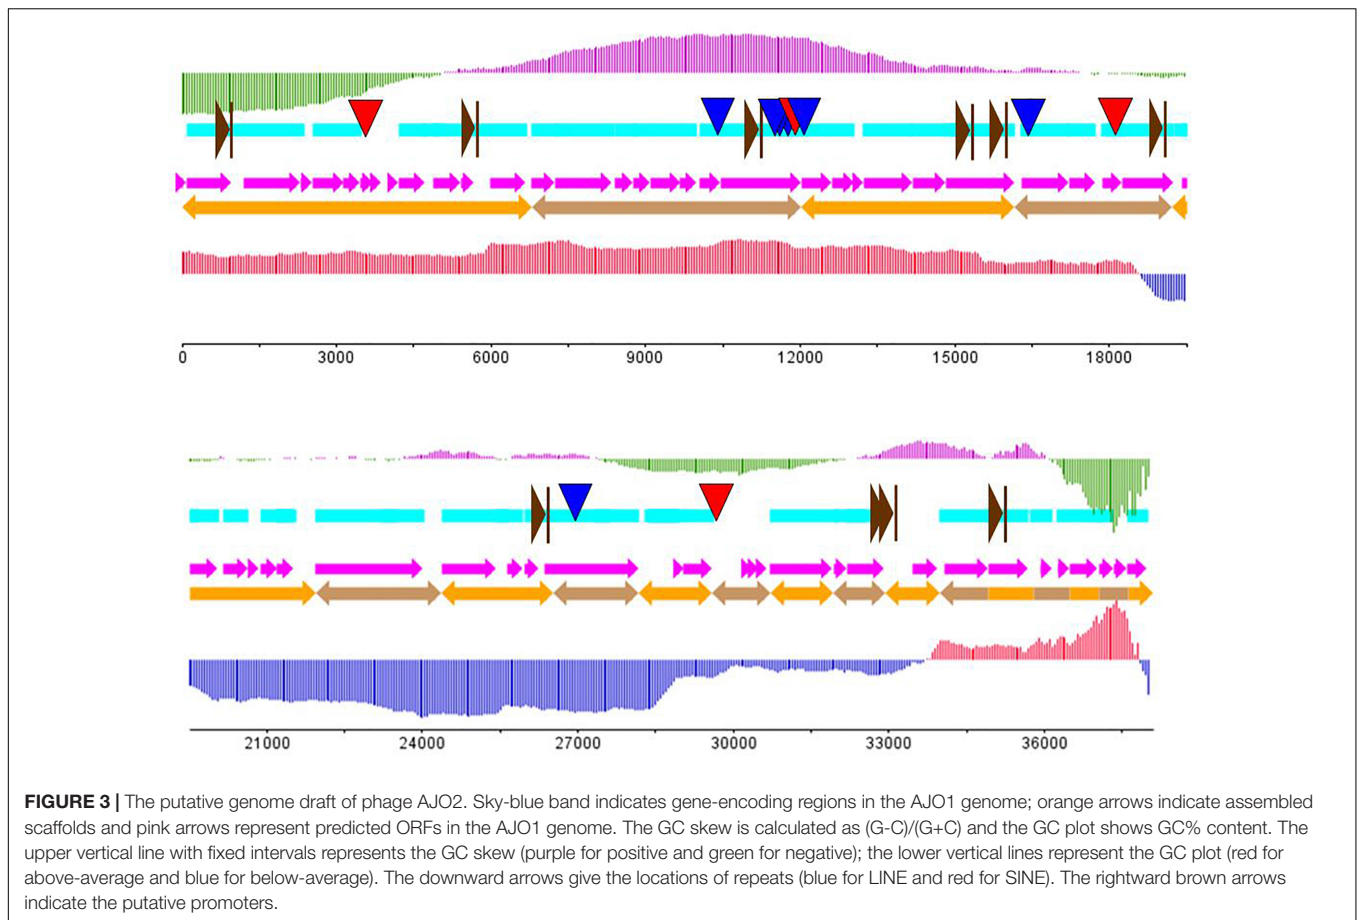 0 3000 6000 9000 12000 15000 18000
21000 24000 27000 30000 33000 36000
FIGURE 3 | The putative genome draft of phage AJO2. Sky-blue band indicates gene-encoding regions in the AJO1 genome; orange arrows indicate assembled
scaffolds and pink arrows represent predicted ORFs in the AJO1 genome. The GC skew is calculated as (G-C)/(G+C) and the GC plot shows GC% content. The
upper vertical line with fixed intervals represents the GC skew (purple for positive and green for negative); the lower vertical lines represent the GC plot (red for
above-average and blue for below-average). The downward arrows give the locations of repeats (blue for LINE and red for SINE). The rightward brown arrows
indicate the putative promoters.